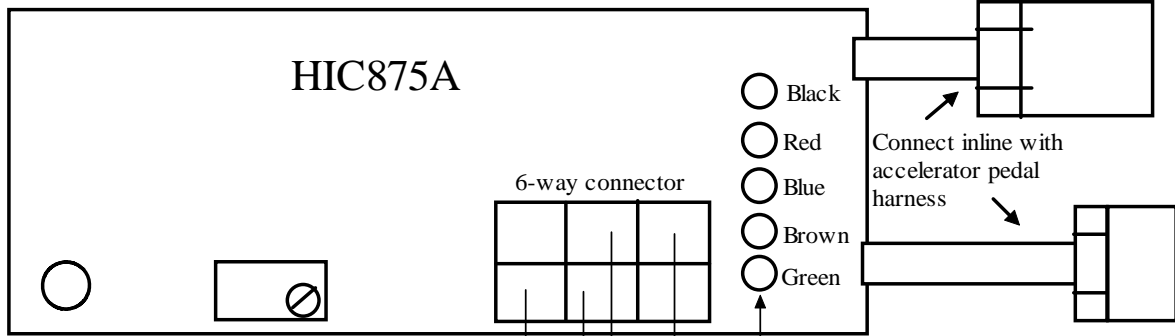 HIC875A
Black
Red
Blue
Brown
Green
6-way connector
Connect inline with
accelerator pedal
harness